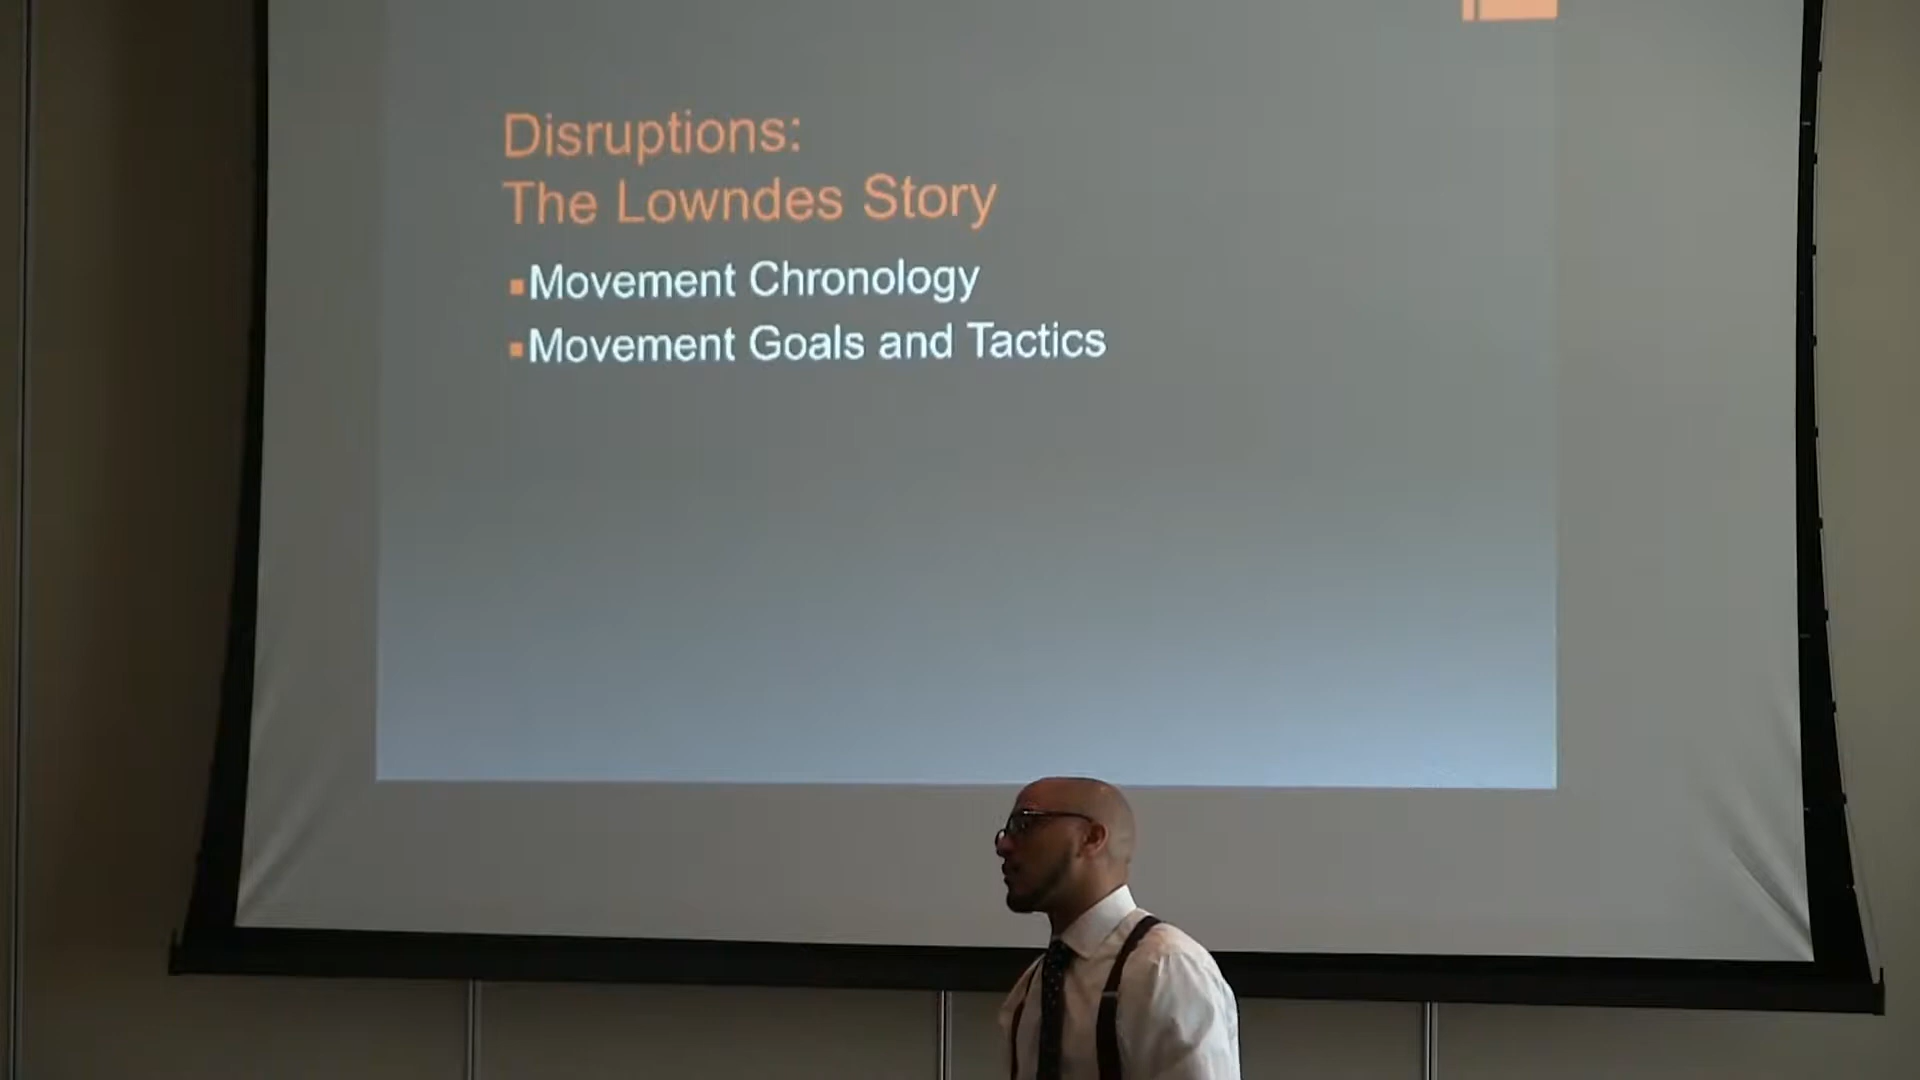 Disruptions:
The Lowndes Story
Movement Chronology
Movement Goals and Tactics